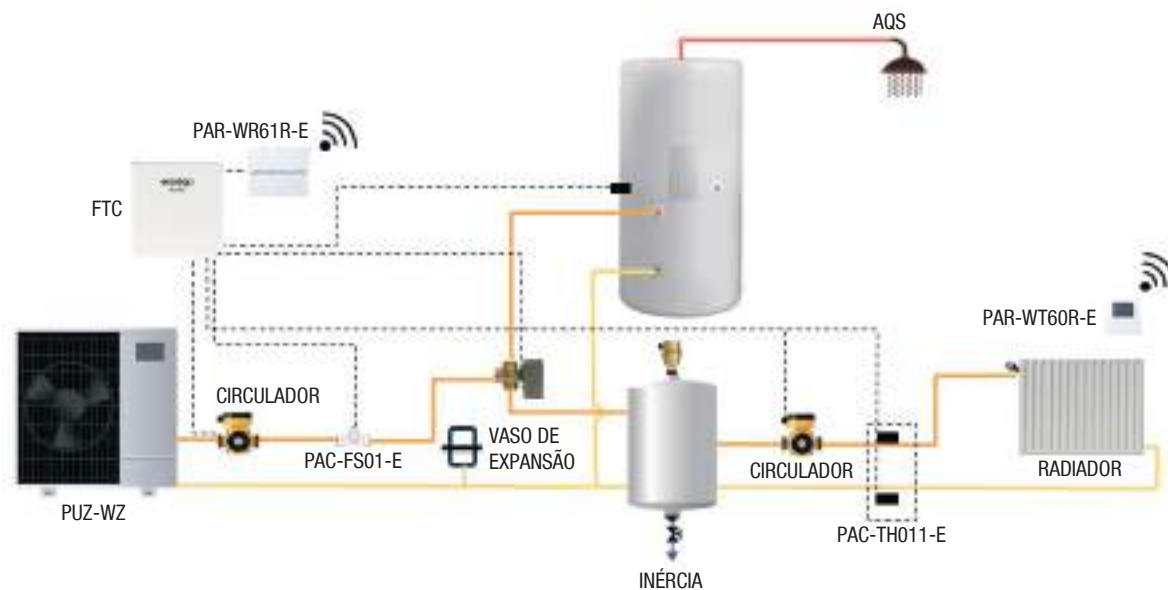 AQS
PAR-WR61R-E
FTC
PAR-WT60R-E
CIRCULADOR
PAC-FS01-E
VASO DE
EXPANSÃO
CIRCULADOR
RADIADOR
PUZ-WZ
PAC-TH011-E
INÉRCIA